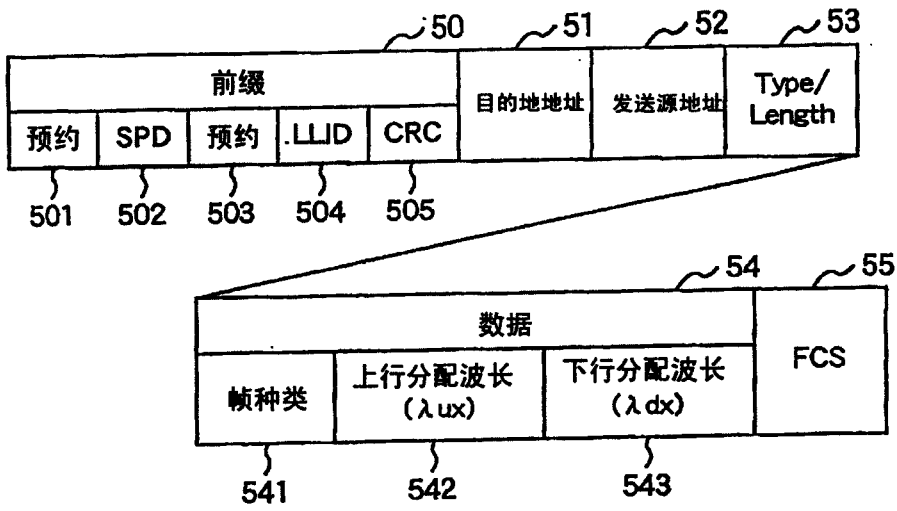 50 51 52 53
前缀
目的地地址
发送源地址
Type/
Length
预约 SPD 预约 LLID CRC
501 502 503 504 505
54 55
数据
FCS
帧种类
上行分配波长
(λux)
下行分配波长
(λdx)
541 542 543